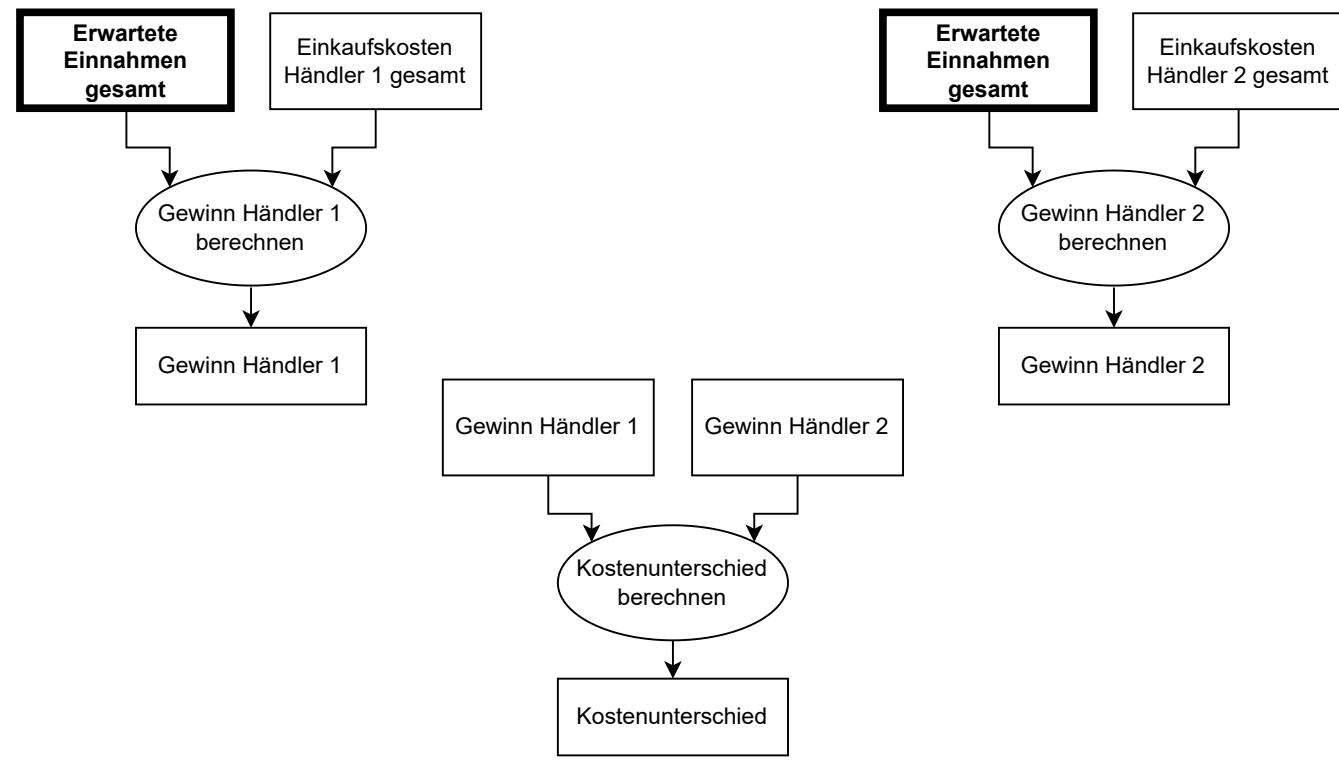 Erwartete
Einnahmen
gesamt
Einkaufskosten
Händler 1 gesamt
Gewinn Händler 1
berechnen
Gewinn Händler 1
Erwartete
Einnahmen
gesamt
Einkaufskosten
Händler 2 gesamt
Gewinn Händler 2
berechnen
Gewinn Händler 2
Gewinn Händler 1
Gewinn Händler 2
Kostenunterschied
berechnen
Kostenunterschied